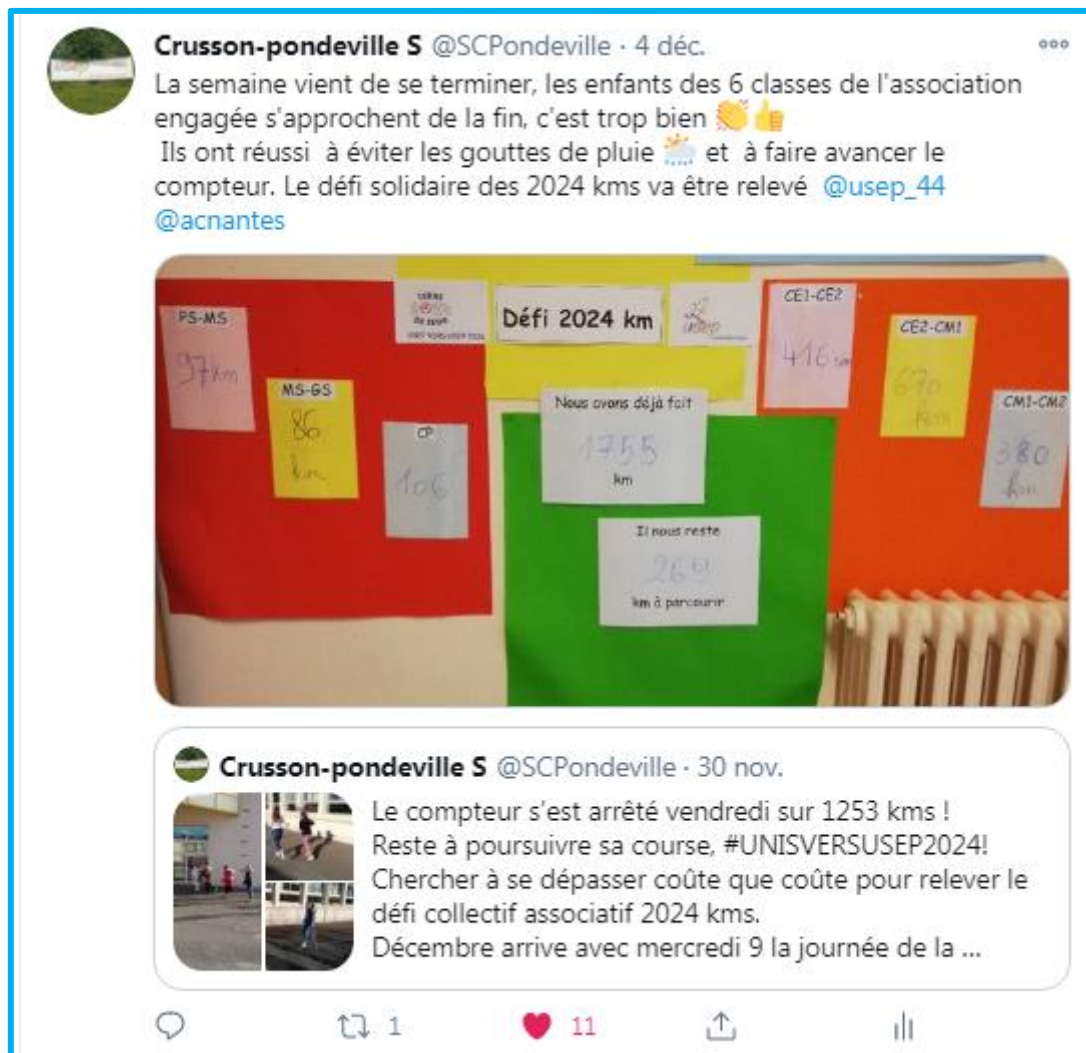 Crusson-pondeville S @SCPondeville · 4 déc.
La semaine vient de se terminer, les enfants des 6 classes de l'association
engagée s'approchent de la fin, c'est trop bien 👏👍
Ils ont réussi à éviter les gouttes de pluie 🌦️ et à faire avancer le
compteur. Le défi solidaire des 2024 kms va être relevé @usep_44
@acnantes
PS-MS
97km
MS-GS
86
km
CP
106
Défi 2024 km
Nous avons déjà fait
1755
km
Il nous reste
269
km à parcourir
CE1-CE2
416 km
CE2-CM1
670
km
CM1-CM2
380
km
Crusson-pondeville S @SCPondeville · 30 nov.
Le compteur s'est arrêté vendredi sur 1253 kms !
Reste à poursuivre sa course, #UNISVERSUSEP2024!
Chercher à se dépasser coûte que coûte pour relever le
défi collectif associatif 2024 kms.
Décembre arrive avec mercredi 9 la journée de la ...
1
11